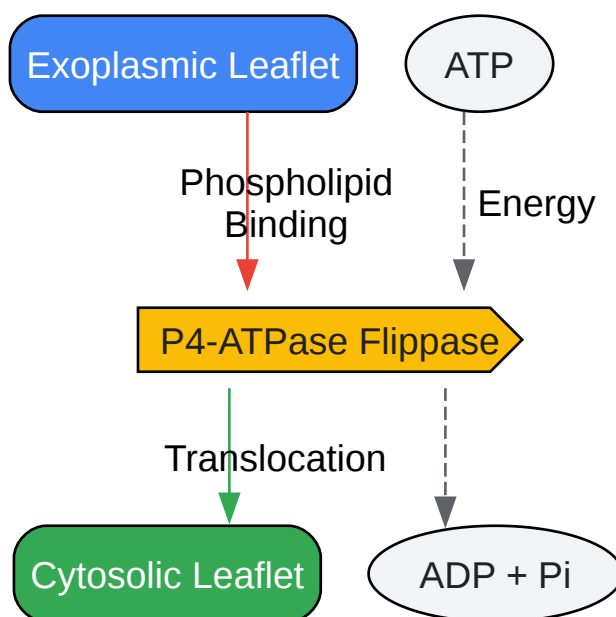 Exoplasmic Leaflet
ATP
Phospholipid
Binding
Energy
P4-ATPase Flippase
Translocation
Cytosolic Leaflet
ADP + Pi